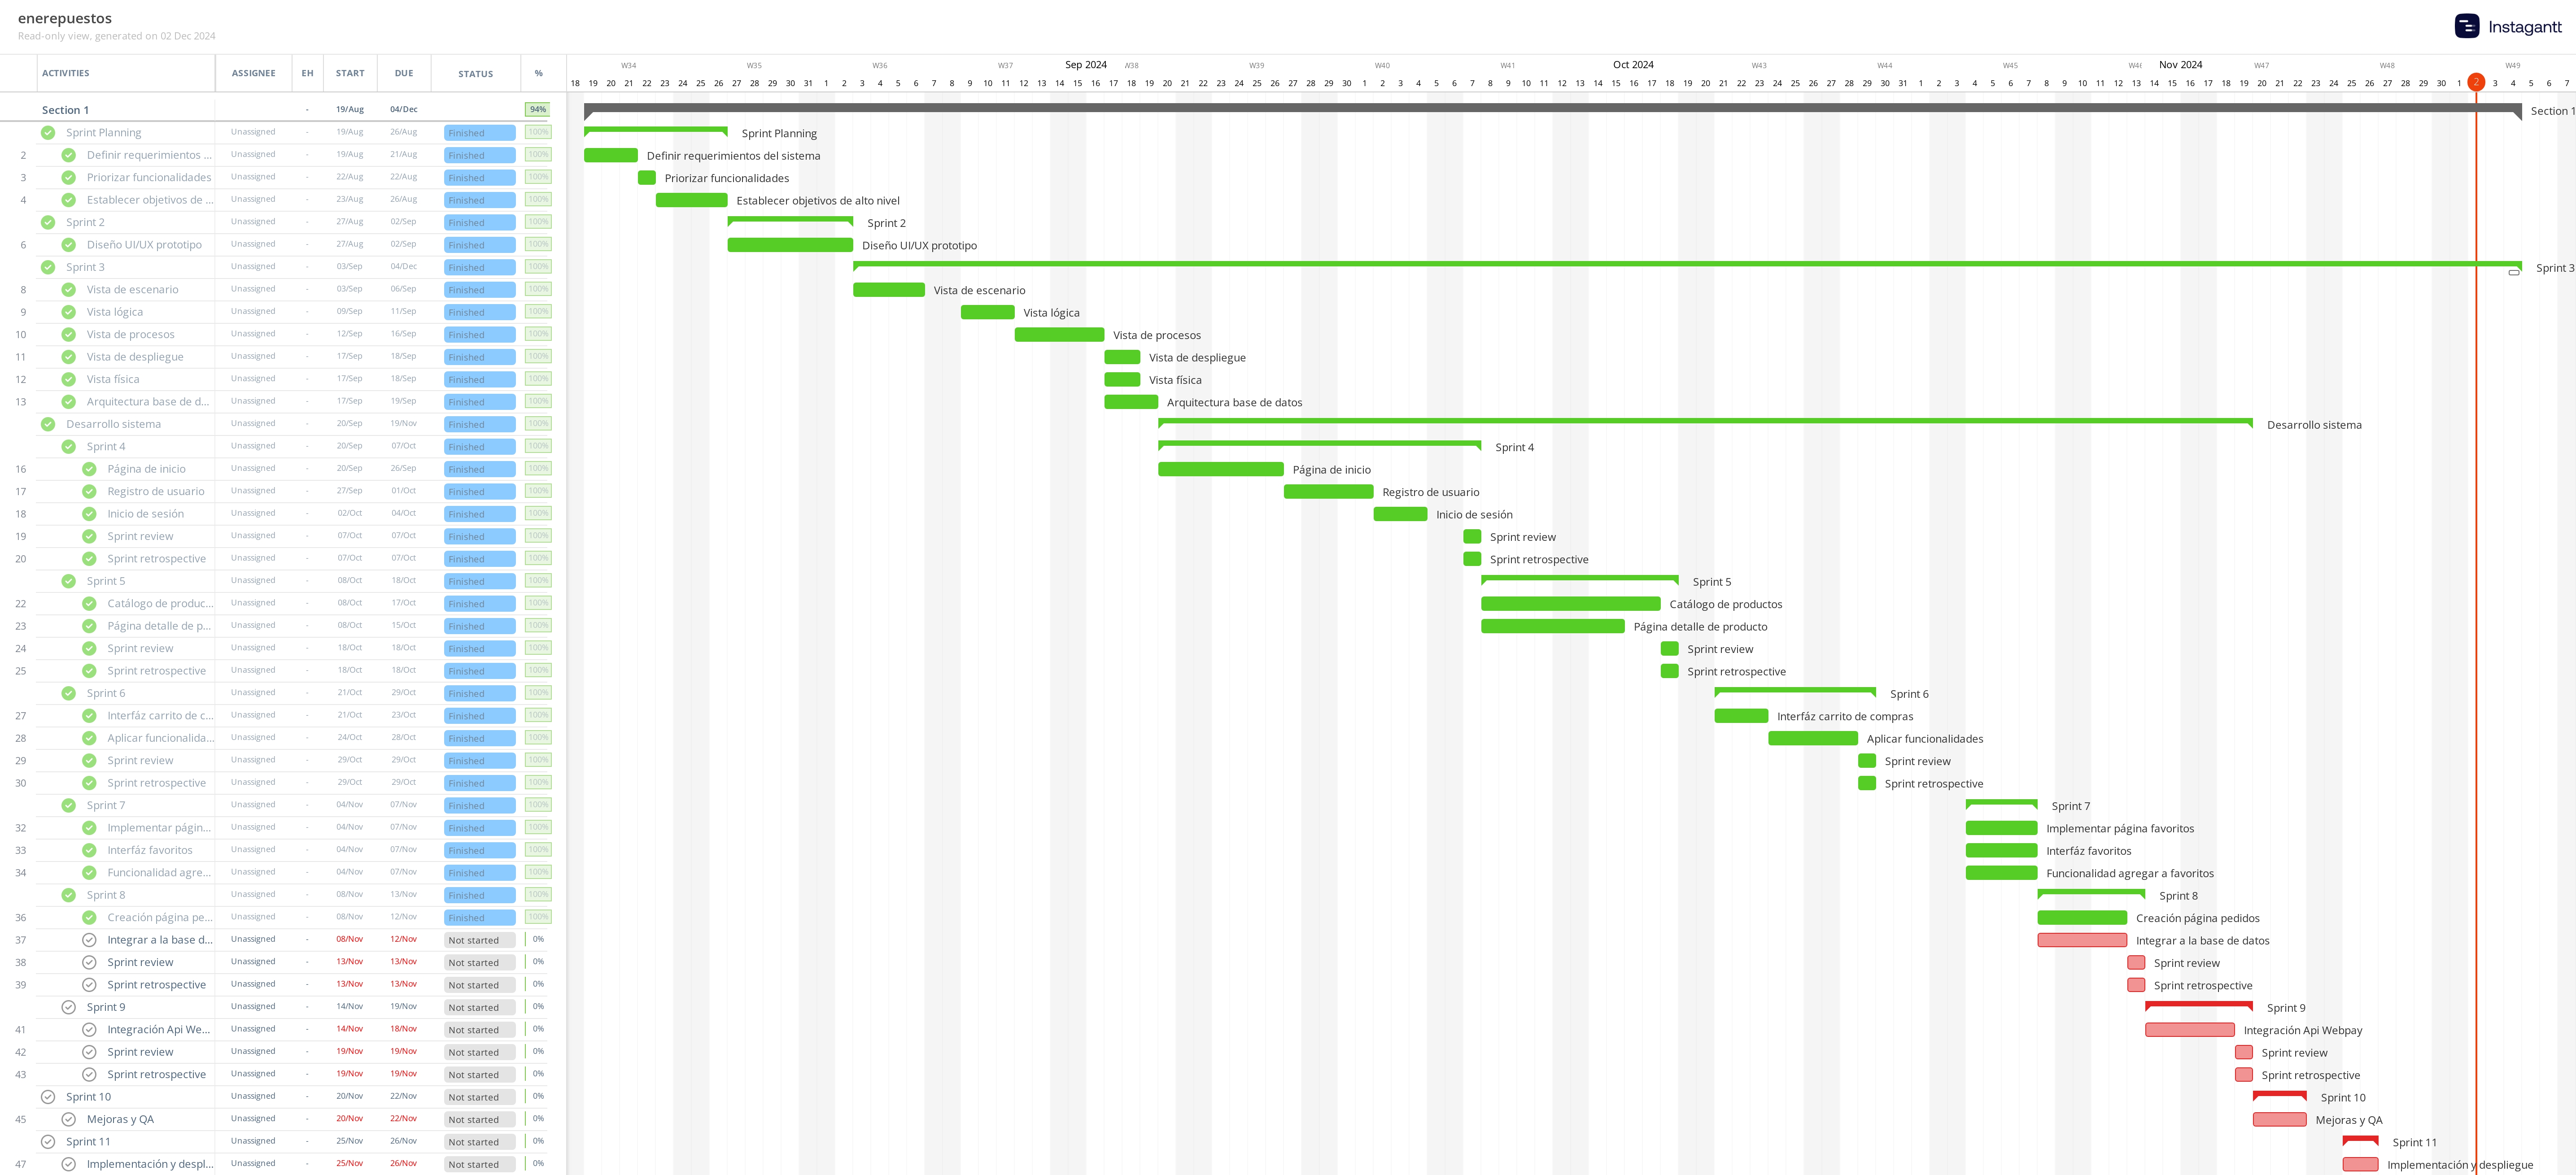 enerepuestos
Read-only view, generated on 02 Dec 2024
Instagantt
ACTIVITIES ASSIGNEE EH START DUE STATUS %
W34 W35 W36 W37 Sep 2024 W38 W39 W40 W41 Oct 2024 W43 W44 W45 W46 Nov 2024 W47 W48 W49
18 19 20 21 22 23 24 25 26 27 28 29 30 31 1 2 3 4 5 6 7 8 9 10 11 12 13 14 15 16 17 18 19 20 21 22 23 24 25 26 27 28 29 30 1 2 3 4 5 6 7 8 9 10 11 12 13 14 15 16 17 18 19 20 21 22 23 24 25 26 27 28 29 30 31 1 2 3 4 5 6 7 8 9 10 11 12 13 14 15 16 17 18 19 20 21 22 23 24 25 26 27 28 29 30 1 2 3 4 5 6 7
Section 1 - 19/Aug 04/Dec 94% Section 1
Sprint Planning Unassigned - 19/Aug 26/Aug Finished 100% Sprint Planning
2 Definir requerimientos ... Unassigned - 19/Aug 21/Aug Finished 100% Definir requerimientos del sistema
3 Priorizar funcionalidades Unassigned - 22/Aug 22/Aug Finished 100% Priorizar funcionalidades
4 Establecer objetivos de ... Unassigned - 23/Aug 26/Aug Finished 100% Establecer objetivos de alto nivel
Sprint 2 Unassigned - 27/Aug 02/Sep Finished 100% Sprint 2
6 Diseño UI/UX prototipo Unassigned - 27/Aug 02/Sep Finished 100% Diseño UI/UX prototipo
Sprint 3 Unassigned - 03/Sep 04/Dec Finished 100% Sprint 3
8 Vista de escenario Unassigned - 03/Sep 06/Sep Finished 100% Vista de escenario
9 Vista lógica Unassigned - 09/Sep 11/Sep Finished 100% Vista lógica
10 Vista de procesos Unassigned - 12/Sep 16/Sep Finished 100% Vista de procesos
11 Vista de despliegue Unassigned - 17/Sep 18/Sep Finished 100% Vista de despliegue
12 Vista física Unassigned - 17/Sep 18/Sep Finished 100% Vista física
13 Arquitectura base de d... Unassigned - 17/Sep 19/Sep Finished 100% Arquitectura base de datos
Desarrollo sistema Unassigned - 20/Sep 19/Nov Finished 100% Desarrollo sistema
Sprint 4 Unassigned - 20/Sep 07/Oct Finished 100% Sprint 4
16 Página de inicio Unassigned - 20/Sep 26/Sep Finished 100% Página de inicio
17 Registro de usuario Unassigned - 27/Sep 01/Oct Finished 100% Registro de usuario
18 Inicio de sesión Unassigned - 02/Oct 04/Oct Finished 100% Inicio de sesión
19 Sprint review Unassigned - 07/Oct 07/Oct Finished 100% Sprint review
20 Sprint retrospective Unassigned - 07/Oct 07/Oct Finished 100% Sprint retrospective
Sprint 5 Unassigned - 08/Oct 18/Oct Finished 100% Sprint 5
22 Catálogo de produc... Unassigned - 08/Oct 17/Oct Finished 100% Catálogo de productos
23 Página detalle de p... Unassigned - 08/Oct 15/Oct Finished 100% Página detalle de producto
24 Sprint review Unassigned - 18/Oct 18/Oct Finished 100% Sprint review
25 Sprint retrospective Unassigned - 18/Oct 18/Oct Finished 100% Sprint retrospective
Sprint 6 Unassigned - 21/Oct 29/Oct Finished 100% Sprint 6
27 Interfáz carrito de c... Unassigned - 21/Oct 23/Oct Finished 100% Interfáz carrito de compras
28 Aplicar funcionalida... Unassigned - 24/Oct 28/Oct Finished 100% Aplicar funcionalidades
29 Sprint review Unassigned - 29/Oct 29/Oct Finished 100% Sprint review
30 Sprint retrospective Unassigned - 29/Oct 29/Oct Finished 100% Sprint retrospective
Sprint 7 Unassigned - 04/Nov 07/Nov Finished 100% Sprint 7
32 Implementar págin... Unassigned - 04/Nov 07/Nov Finished 100% Implementar página favoritos
33 Interfáz favoritos Unassigned - 04/Nov 07/Nov Finished 100% Interfáz favoritos
34 Funcionalidad agre... Unassigned - 04/Nov 07/Nov Finished 100% Funcionalidad agregar a favoritos
Sprint 8 Unassigned - 08/Nov 13/Nov Finished 100% Sprint 8
36 Creación página pe... Unassigned - 08/Nov 12/Nov Finished 100% Creación página pedidos
37 Integrar a la base d... Unassigned - 08/Nov 12/Nov Not started 0% Integrar a la base de datos
38 Sprint review Unassigned - 13/Nov 13/Nov Not started 0% Sprint review
39 Sprint retrospective Unassigned - 13/Nov 13/Nov Not started 0% Sprint retrospective
Sprint 9 Unassigned - 14/Nov 19/Nov Not started 0% Sprint 9
41 Integración Api We... Unassigned - 14/Nov 18/Nov Not started 0% Integración Api Webpay
42 Sprint review Unassigned - 19/Nov 19/Nov Not started 0% Sprint review
43 Sprint retrospective Unassigned - 19/Nov 19/Nov Not started 0% Sprint retrospective
Sprint 10 Unassigned - 20/Nov 22/Nov Not started 0% Sprint 10
45 Mejoras y QA Unassigned - 20/Nov 22/Nov Not started 0% Mejoras y QA
Sprint 11 Unassigned - 25/Nov 26/Nov Not started 0% Sprint 11
47 Implementación y despl... Unassigned - 25/Nov 26/Nov Not started 0% Implementación y despliegue